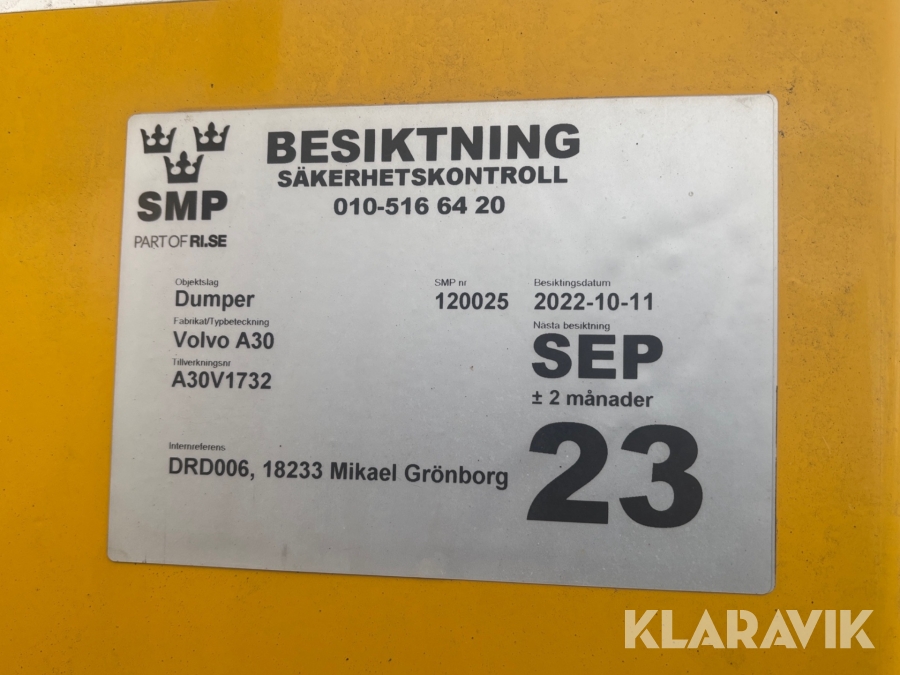 SMP
PART OF RI.SE
BESIKTNING
SÄKERHETSKONTROLL
010-516 64 20
Objektslag
Dumper
SMP nr
120025
Besiktingsdatum
2022-10-11
Fabrikat/Typbeteckning
Volvo A30
Nästa besiktning
SEP
± 2 månader
23
Tillverkningsnr
A30V1732
Internreferens
DRD006, 18233 Mikael Grönborg
KLARAVIK